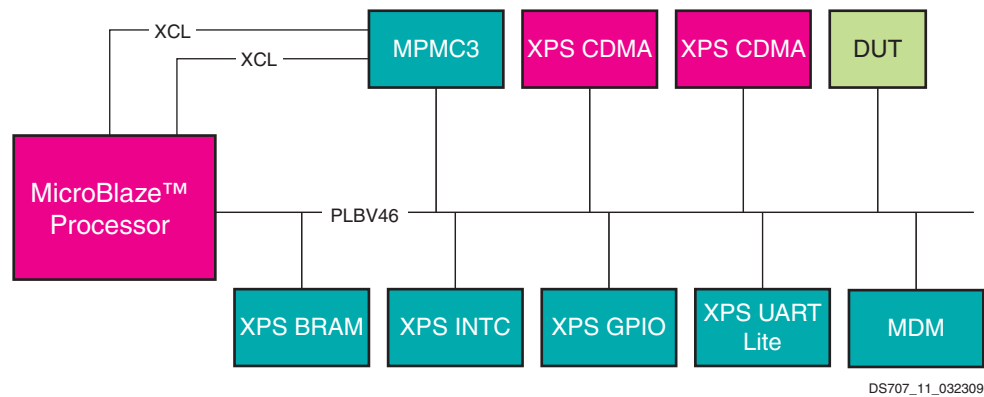 XCL
XCL
MPMC3
XPS CDMA
XPS CDMA
DUT
MicroBlaze™
Processor
PLBV46
XPS BRAM
XPS INTC
XPS GPIO
XPS UART
Lite
MDM
DS707_11_032309